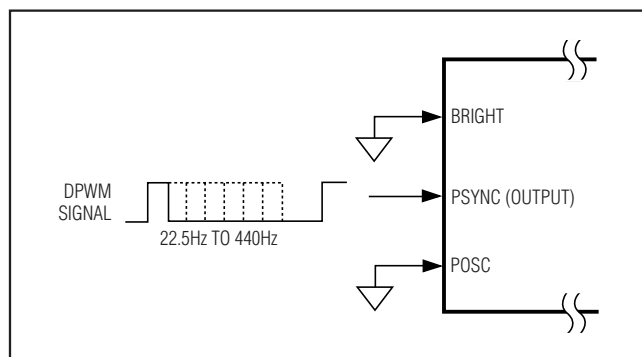 BRIGHT
DPWM
SIGNAL
PSYNC (OUTPUT)
22.5Hz TO 440Hz
POSC